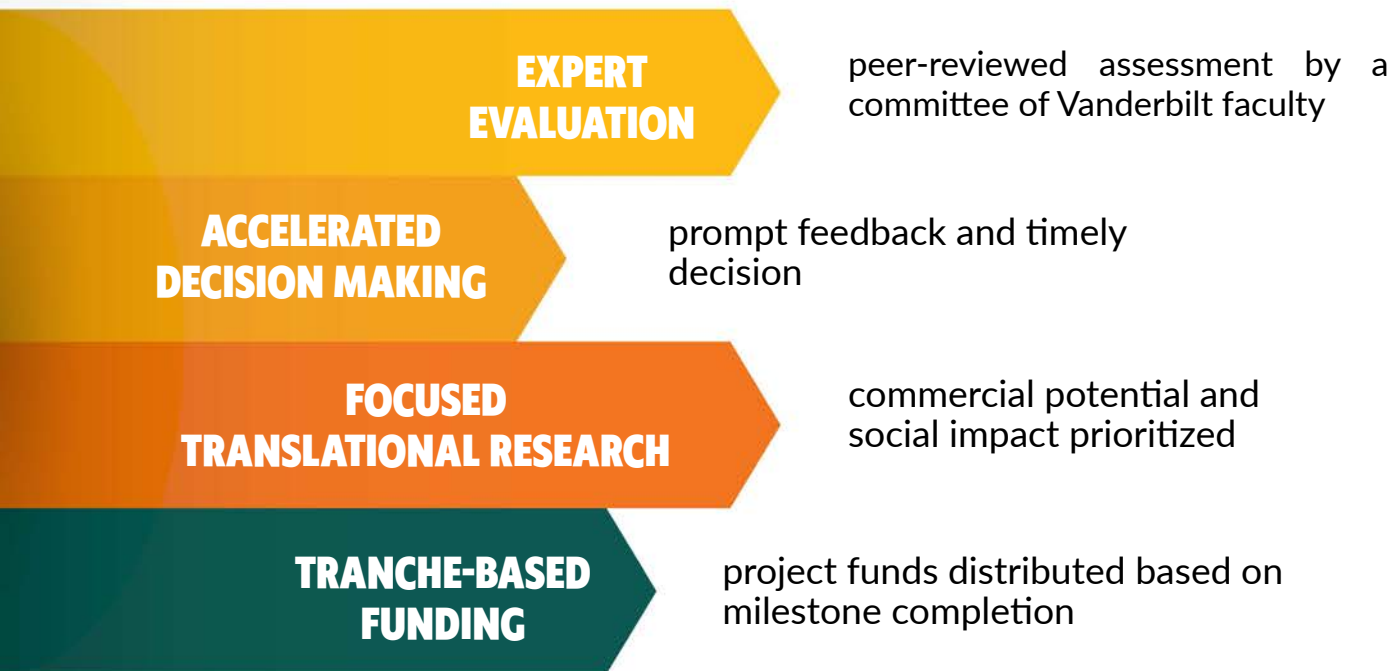 EXPERT
EVALUATION
peer-reviewed assessment by a
committee of Vanderbilt faculty
ACCELERATED
DECISION MAKING
prompt feedback and timely
decision
FOCUSED
TRANSLATIONAL RESEARCH
commercial potential and
social impact prioritized
TRANCHE-BASED
FUNDING
project funds distributed based on
milestone completion